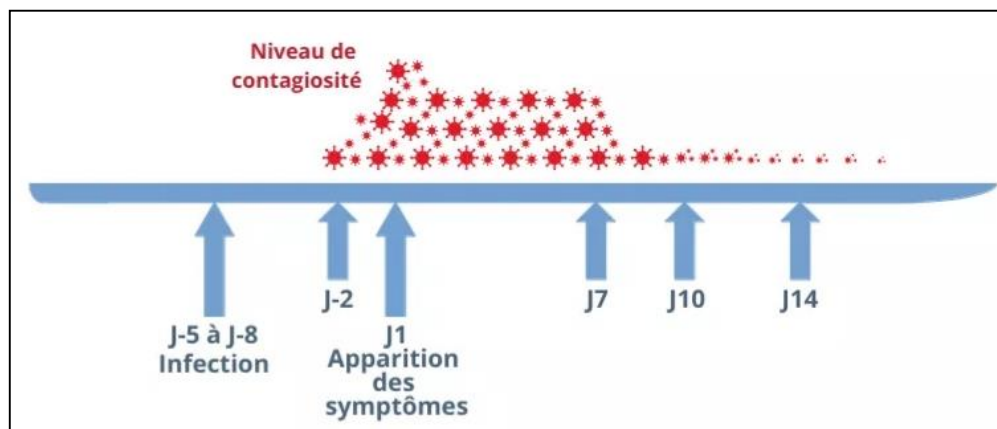 Niveau de
contagiosité
J-5 à J-8
Infection
J-2
J1
Apparition
des
symptômes
J7
J10
J14